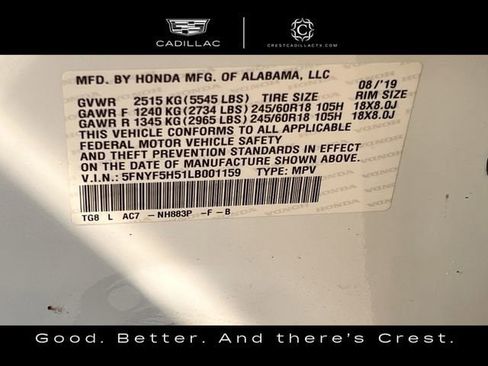 CADILLAC
CRESTCADILLACTX.COM
MFD. BY HONDA MFG. OF ALABAMA, LLC 08/'19
GVWR 2515 KG (5545 LBS) TIRE SIZE RIM SIZE
GAWR F 1240 KG (2734 LBS) 245/60R18 105H 18X8.0J
GAWR R 1345 KG (2965 LBS) 245/60R18 105H 18X8.0J
THIS VEHICLE CONFORMS TO ALL APPLICABLE
FEDERAL MOTOR VEHICLE SAFETY
AND THEFT PREVENTION STANDARDS IN EFFECT
ON THE DATE OF MANUFACTURE SHOWN ABOVE.
V.I.N.: 5FNYF5H51LB001159 TYPE: MPV
TG8 L AC7 -NH883P -F -B
Good. Better. And there's Crest.